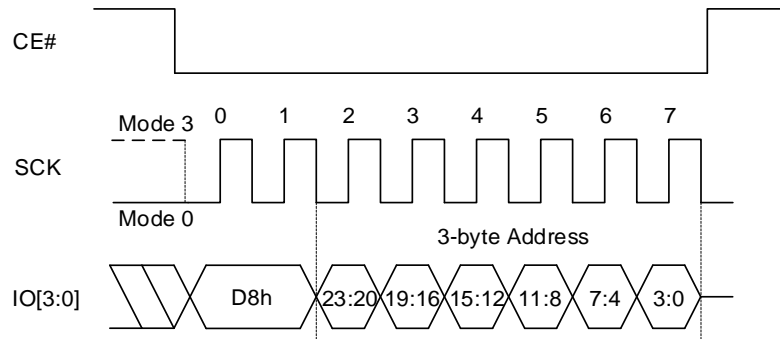 CE#
0 1 2 3 4 5 6 7
Mode 3
SCK
Mode 0
3-byte Address
IO[3:0] D8h 23:20 19:16 15:12 11:8 7:4 3:0